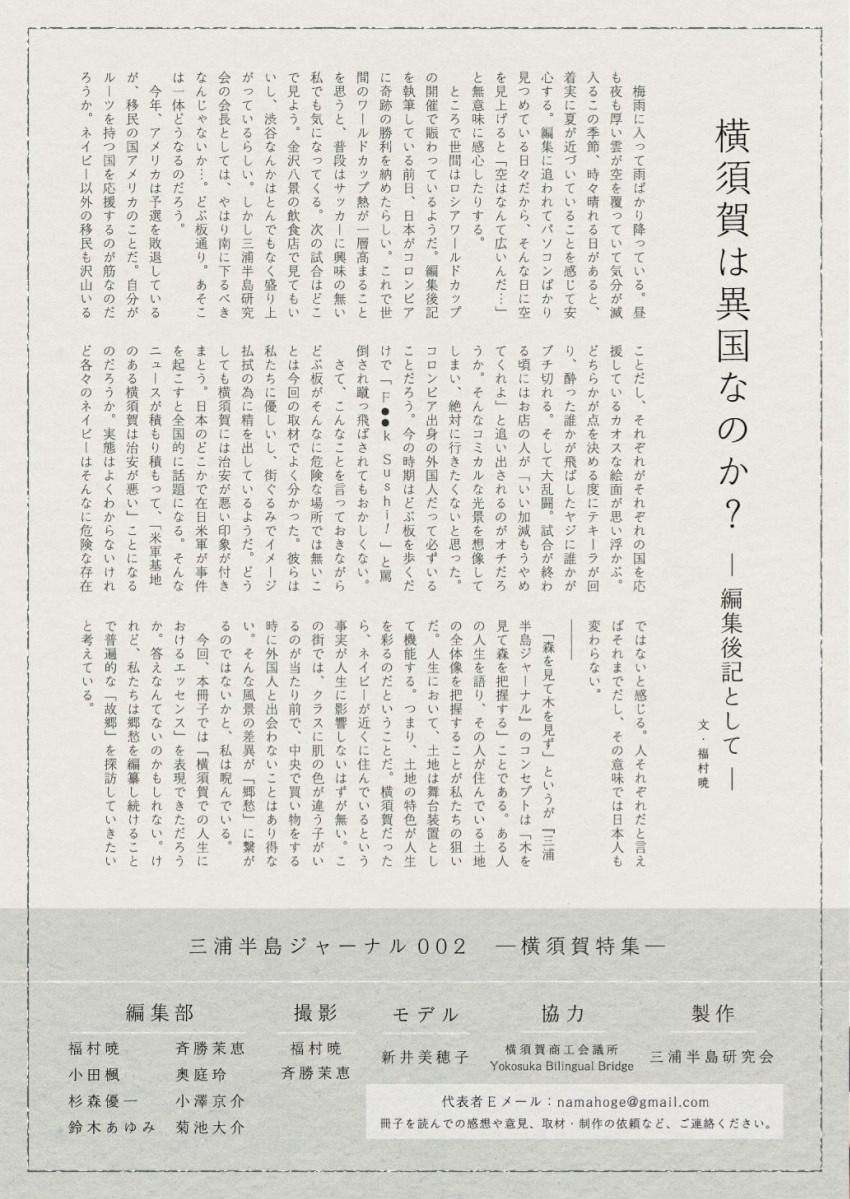 横須賀は異国なのか？ ― 編集後記として ―
文・福村暁
　梅雨に入って雨ばかり降っている。昼
も夜も厚い雲が空を覆っていて気分が滅
入るこの季節、時々晴れる日があると、
着実に夏が近づいていることを感じて安
心する。編集に追われてパソコンばかり
見つめている日々だから、そんな日に空
を見上げると「空はなんて広いんだ…」
と無意味に感心したりする。
　ところで世間はロシアワールドカップ
の開催で賑わっているようだ。編集後記
を執筆している前日、日本がコロンビア
に奇跡の勝利を納めたらしい。これで世
間のワールドカップ熱が一層高まること
を思うと、普段はサッカーに興味の無い
私でも気になってくる。次の試合はどこ
で見よう。金沢八景の飲食店で見てもい
いし、渋谷なんかはとんでもなく盛り上
がっているらしい。しかし三浦半島研究
会の会長としては、やはり南に下るべき
なんじゃないか…。どぶ板通り。あそこ
は一体どうなるのだろう。
　今年、アメリカは予選を敗退している
が、移民の国アメリカのことだ。自分が
ルーツを持つ国を応援するのが筋なのだ
ろうか。ネイビー以外の移民も沢山いる
ことだし、それぞれがそれぞれの国を応
援しているカオスな絵面が思い浮かぶ。
どちらかが点を決める度にテキーラが回
り、酔った誰かが飛ばしたヤジに誰かが
ブチ切れる。そして大乱闘。試合が終わ
る頃にはお店の人が「いい加減もうやめ
てくれよ」と追い出されるのがオチだろ
うか。そんなコミカルな光景を想像して
しまい、絶対に行きたくないと思った。
コロンビア出身の外国人だって必ずいる
ことだろう。今の時期はどぶ板を歩くだ
けで「F●●k Sushi!」と罵
倒され蹴っ飛ばされてもおかしくない。
　さて、こんなことを言っておきながら
どぶ板がそんなに危険な場所では無いこ
とは今回の取材でよく分かった。彼らは
私たちに優しいし、街ぐるみでイメージ
払拭の為に精を出しているようだ。どう
しても横須賀には治安が悪い印象が付き
まとう。日本のどこかで在日米軍が事件
を起こすと全国的に話題になる。そんな
ニュースが積もり積もって、「米軍基地
のある横須賀は治安が悪い」ことになる
のだろうか。実態はよくわからないけれ
ど各々のネイビーはそんなに危険な存在
ではないと感じる。人それぞれだと言え
ばそれまでだし、その意味では日本人も
変わらない。
―――
「森を見て木を見ず」というが『三浦
半島ジャーナル』のコンセプトは「木を
見て森を把握する」ことである。ある人
の人生を語り、その人が住んでいる土地
の全体像を把握することが私たちの狙い
だ。人生において、土地は舞台装置とし
て機能する。つまり、土地の特色が人生
を彩るのだということだ。横須賀だった
ら、ネイビーが近くに住んでいるという
事実が人生に影響しないはずが無い。こ
の街では、クラスに肌の色が違う子がい
るのが当たり前で、中央で買い物をする
時に外国人と出会わないことはあり得な
い。そんな風景の差異が「郷愁」に繋が
るのではないかと、私は睨んでいる。
　今回、本冊子では「横須賀での人生に
おけるエッセンス」を表現できただろう
か。答えなんてないのかもしれない。け
れど、私たちは郷愁を編纂し続けること
で普遍的な「故郷」を探訪していきたい
と考えている。
三浦半島ジャーナル 002　―横須賀特集―
編集部
福村暁　斉勝茉恵
小田楓　奥庭玲
杉森優一　小澤京介
鈴木あゆみ　菊池大介
撮影
福村暁
斉勝茉恵
モデル
新井美穂子
協力
横須賀商工会議所
Yokosuka Bilingual Bridge
製作
三浦半島研究会
代表者Eメール：namahoge@gmail.com
冊子を読んでの感想や意見、取材・制作の依頼など、ご連絡ください。